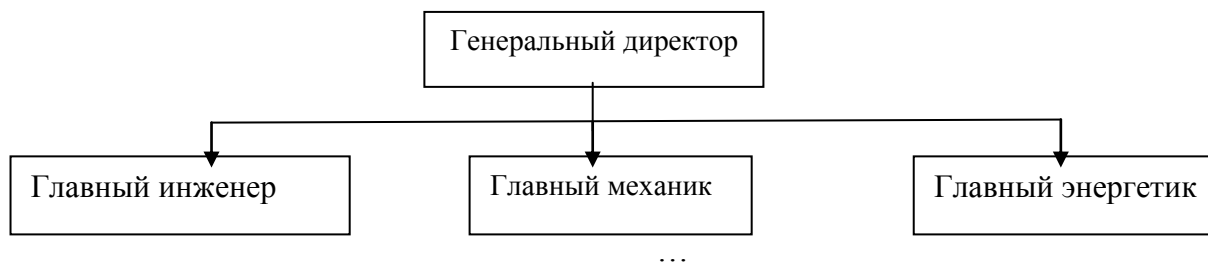 Генеральный директор
Главный инженер
Главный механик
Главный энергетик
…